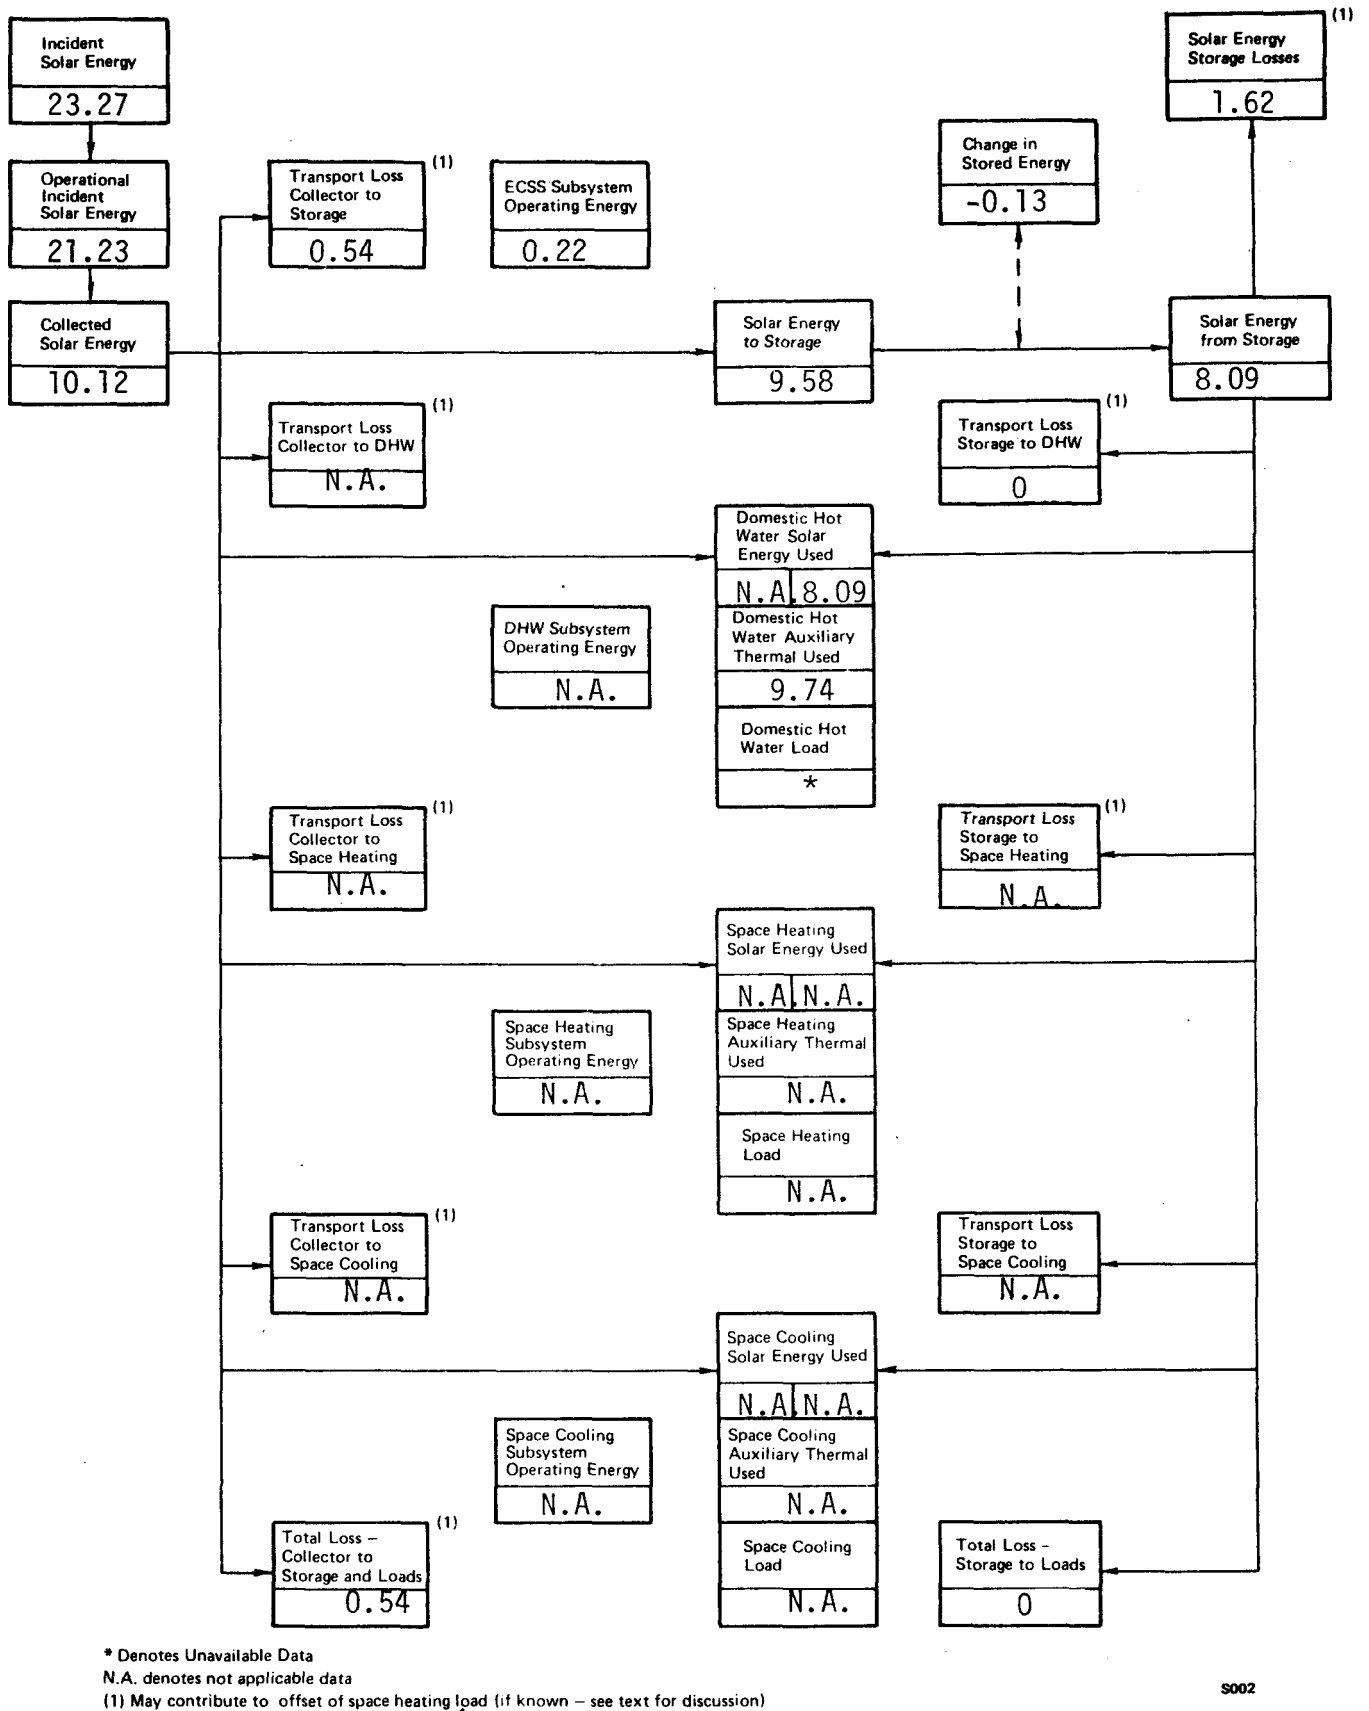 (1)
Incident
Solar Energy
23.27
Solar Energy
Storage Losses
1.62
Change in
Stored Energy
-0.13
Operational
Incident
Solar Energy
21.23
(1)
Transport Loss
Collector to
Storage
0.54
ECSS Subsystem
Operating Energy
0.22
Collected
Solar Energy
10.12
Solar Energy
to Storage
9.58
Solar Energy
from Storage
8.09
(1)
Transport Loss
Collector to DHW
N.A.
(1)
Transport Loss
Storage to DHW
0
Domestic Hot
Water Solar
Energy Used
N.A. 8.09
DHW Subsystem
Operating Energy
N.A.
Domestic Hot
Water Auxiliary
Thermal Used
9.74
Domestic Hot
Water Load
*
(1)
Transport Loss
Collector to
Space Heating
N.A.
(1)
Transport Loss
Storage to
Space Heating
N.A.
Space Heating
Solar Energy Used
N.A. N.A.
Space Heating
Subsystem
Operating Energy
N.A.
Space Heating
Auxiliary Thermal
Used
N.A.
Space Heating
Load
N.A.
(1)
Transport Loss
Collector to
Space Cooling
N.A.
Transport Loss
Storage to
Space Cooling
N.A.
Space Cooling
Solar Energy Used
N.A. N.A.
Space Cooling
Subsystem
Operating Energy
N.A.
Space Cooling
Auxiliary Thermal
Used
N.A.
(1)
Total Loss –
Collector to
Storage and Loads
0.54
Space Cooling
Load
N.A.
Total Loss –
Storage to Loads
0
* Denotes Unavailable Data
N.A. denotes not applicable data
(1) May contribute to offset of space heating load (if known – see text for discussion)
S002